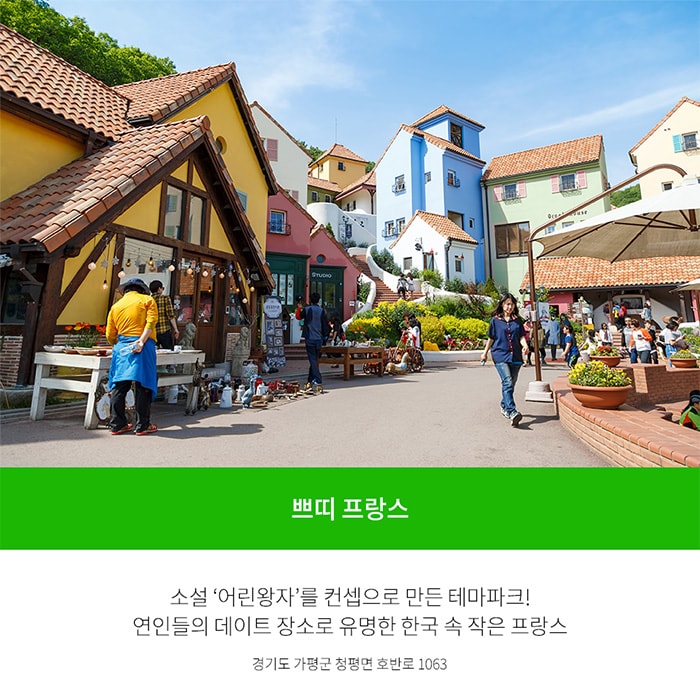 STUDIO
쁘띠 프랑스
소설 ‘어린왕자’를 컨셉으로 만든 테마파크!
연인들의 데이트 장소로 유명한 한국 속 작은 프랑스
경기도 가평군 청평면 호반로 1063